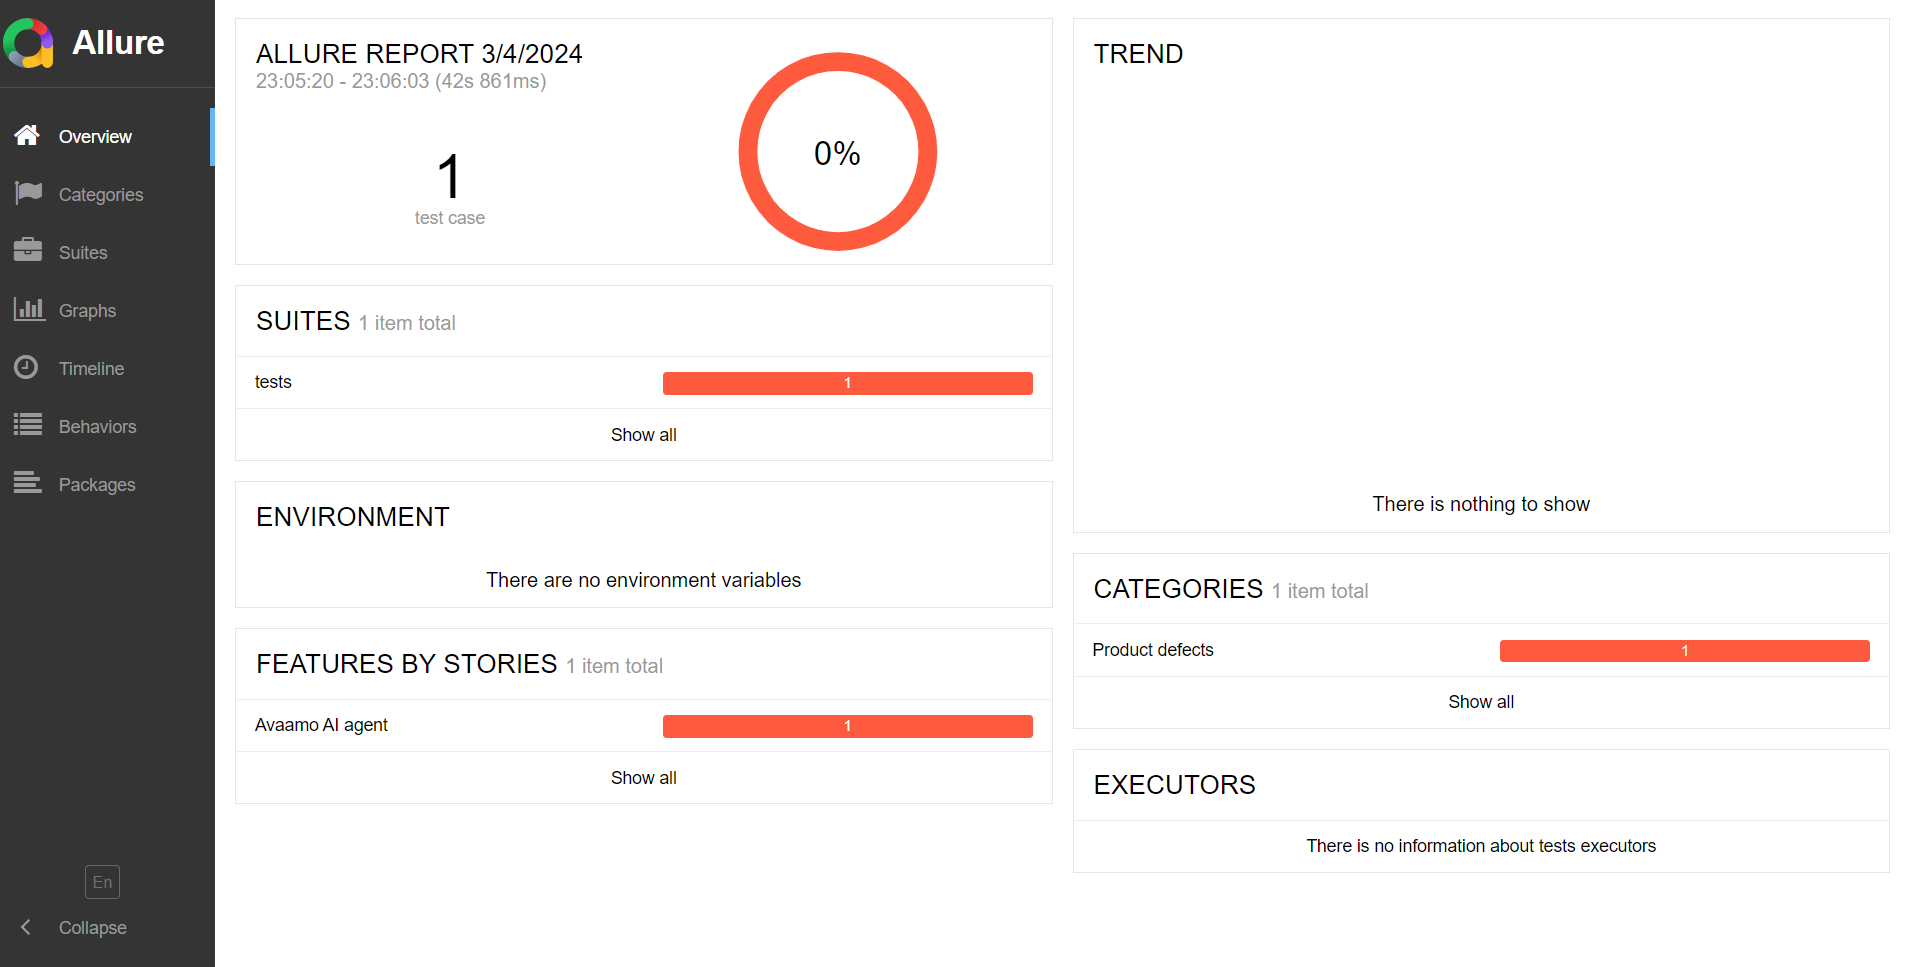 Allure
Overview
Categories
Suites
Graphs
Timeline
Behaviors
Packages
En
Collapse
ALLURE REPORT 3/4/2024
23:05:20 - 23:06:03 (42s 861ms)
1
test case
0%
SUITES 1 item total
tests 1
Show all
ENVIRONMENT
There are no environment variables
FEATURES BY STORIES 1 item total
Avaamo AI agent 1
Show all
TREND
There is nothing to show
CATEGORIES 1 item total
Product defects 1
Show all
EXECUTORS
There is no information about tests executors